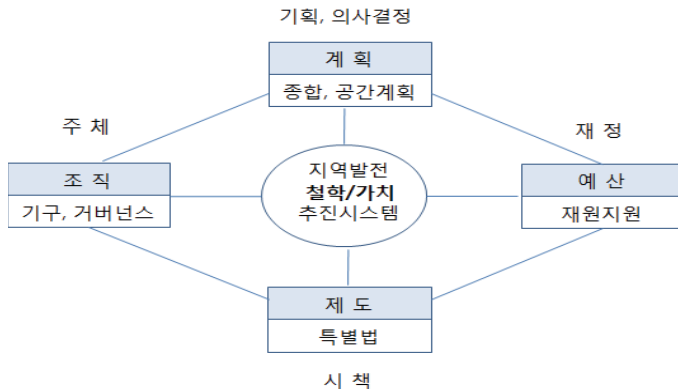 기획, 의사결정
계 획
종합, 공간계획
주 체
재 정
조 직
기구, 거버넌스
지역발전
철학/가치
추진시스템
예 산
재원지원
제 도
특별법
시 책